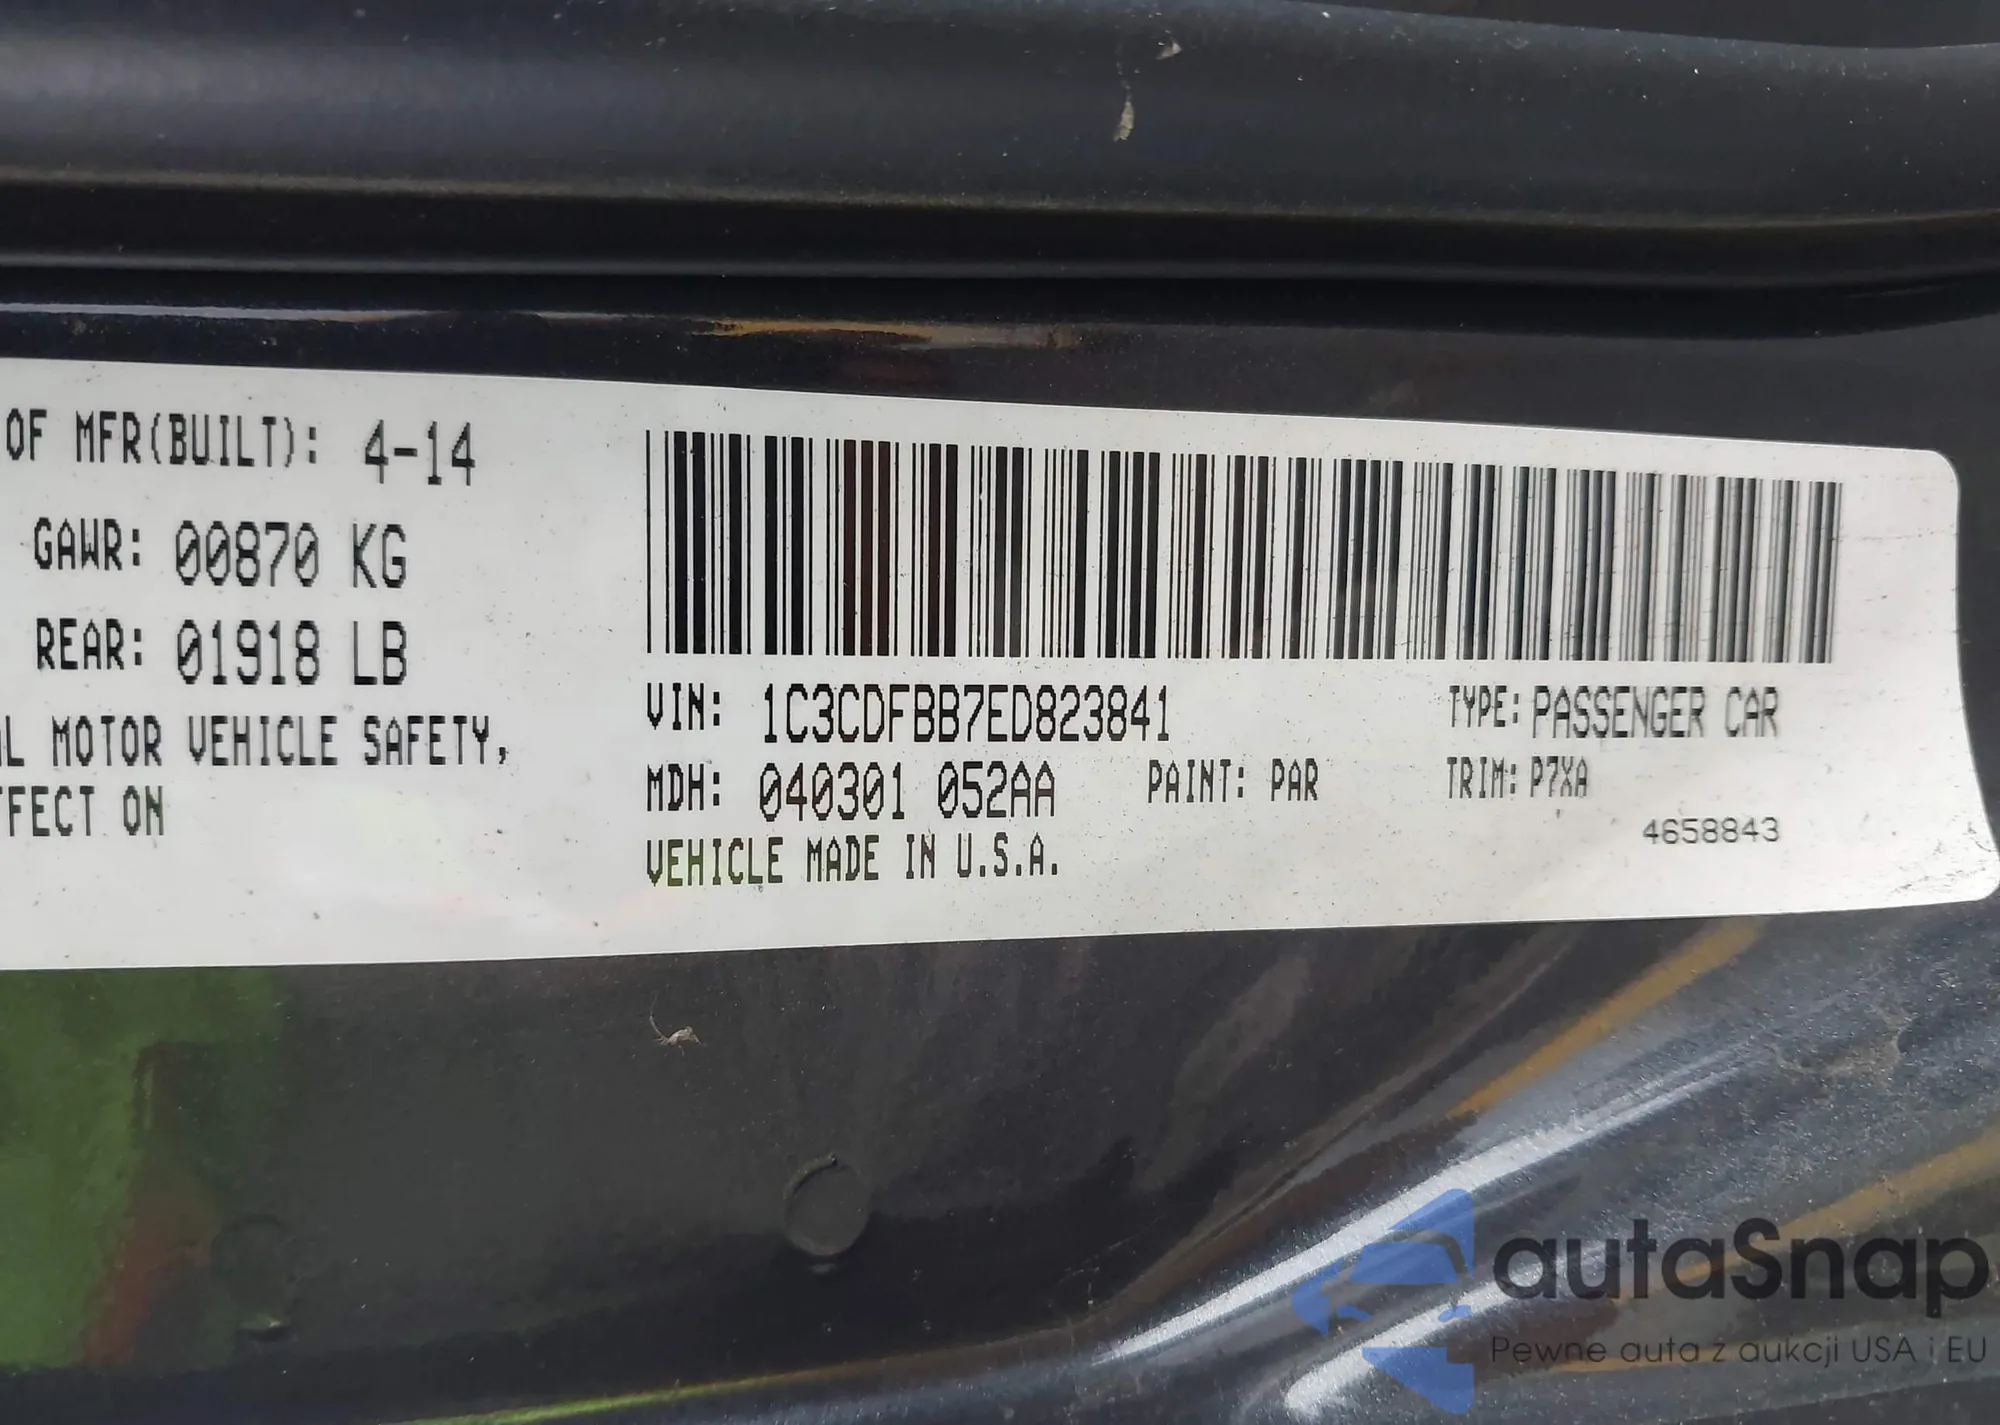 OF MFR(BUILT): 4-14
GAWR: 00870 KG
REAR: 01918 LB
L MOTOR VEHICLE SAFETY,
FFECT ON
VIN: 1C3CDFBB7ED823841
TYPE: PASSENGER CAR
MDH: 040301 052AA
PAINT: PAR
TRIM: P7XA
VEHICLE MADE IN U.S.A.
4658843
autaSnap
Pewne auta z aukcji USA i EU